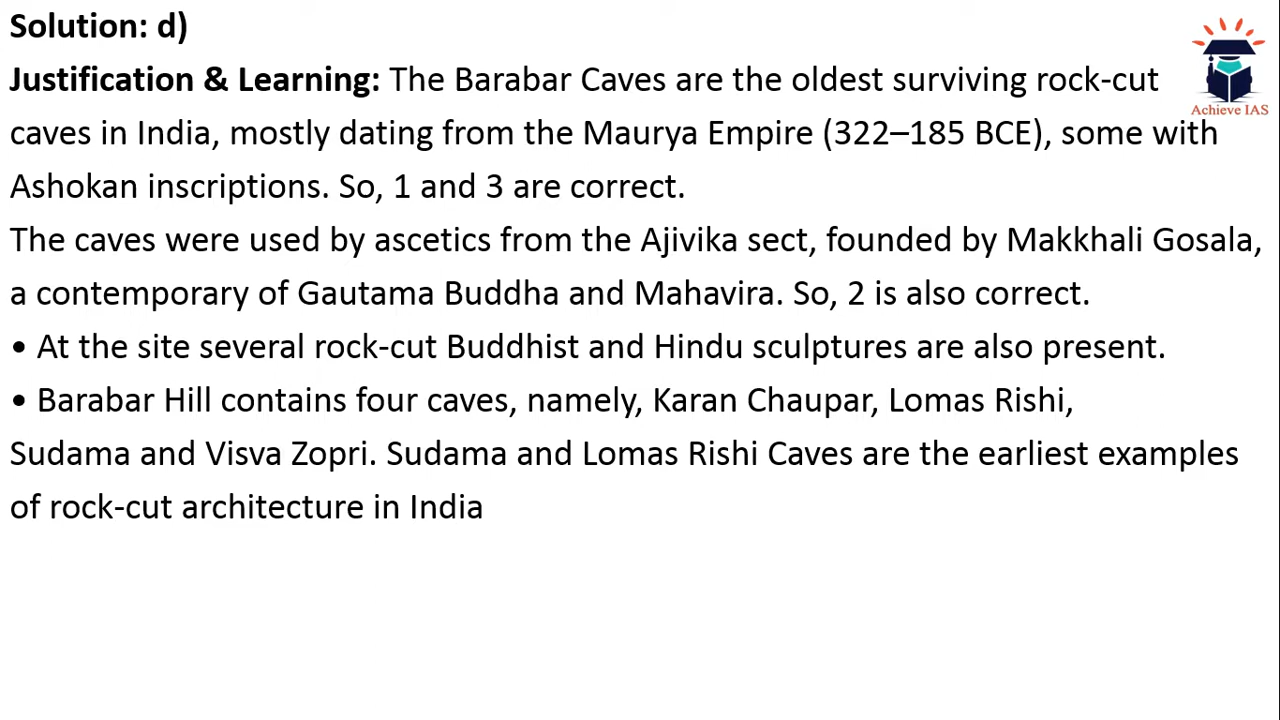 Solution: d)
Justification & Learning: The Barabar Caves are the oldest surviving rock-cut
caves in India, mostly dating from the Maurya Empire (322–185 BCE), some with
Ashokan inscriptions. So, 1 and 3 are correct.
The caves were used by ascetics from the Ajivika sect, founded by Makkhali Gosala,
a contemporary of Gautama Buddha and Mahavira. So, 2 is also correct.
• At the site several rock-cut Buddhist and Hindu sculptures are also present.
• Barabar Hill contains four caves, namely, Karan Chaupar, Lomas Rishi,
Sudama and Visva Zopri. Sudama and Lomas Rishi Caves are the earliest examples
of rock-cut architecture in India
Achieve IAS